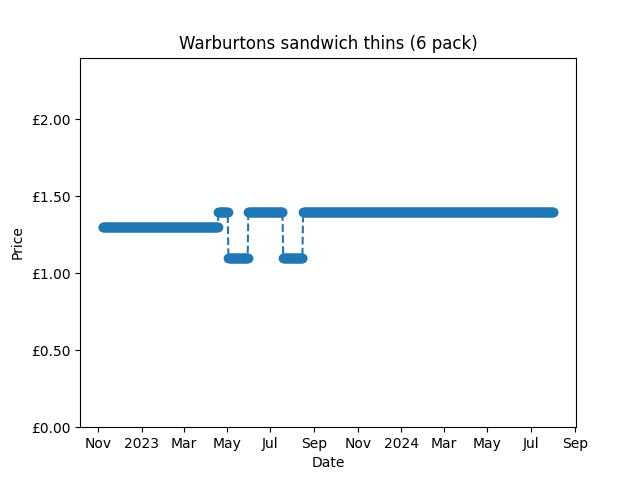 Warburtons sandwich thins (6 pack)
£2.00
£1.50
£1.00
£0.50
£0.00
Price
Nov 2023 Mar May Jul Sep Nov 2024 Mar May Jul Sep
Date